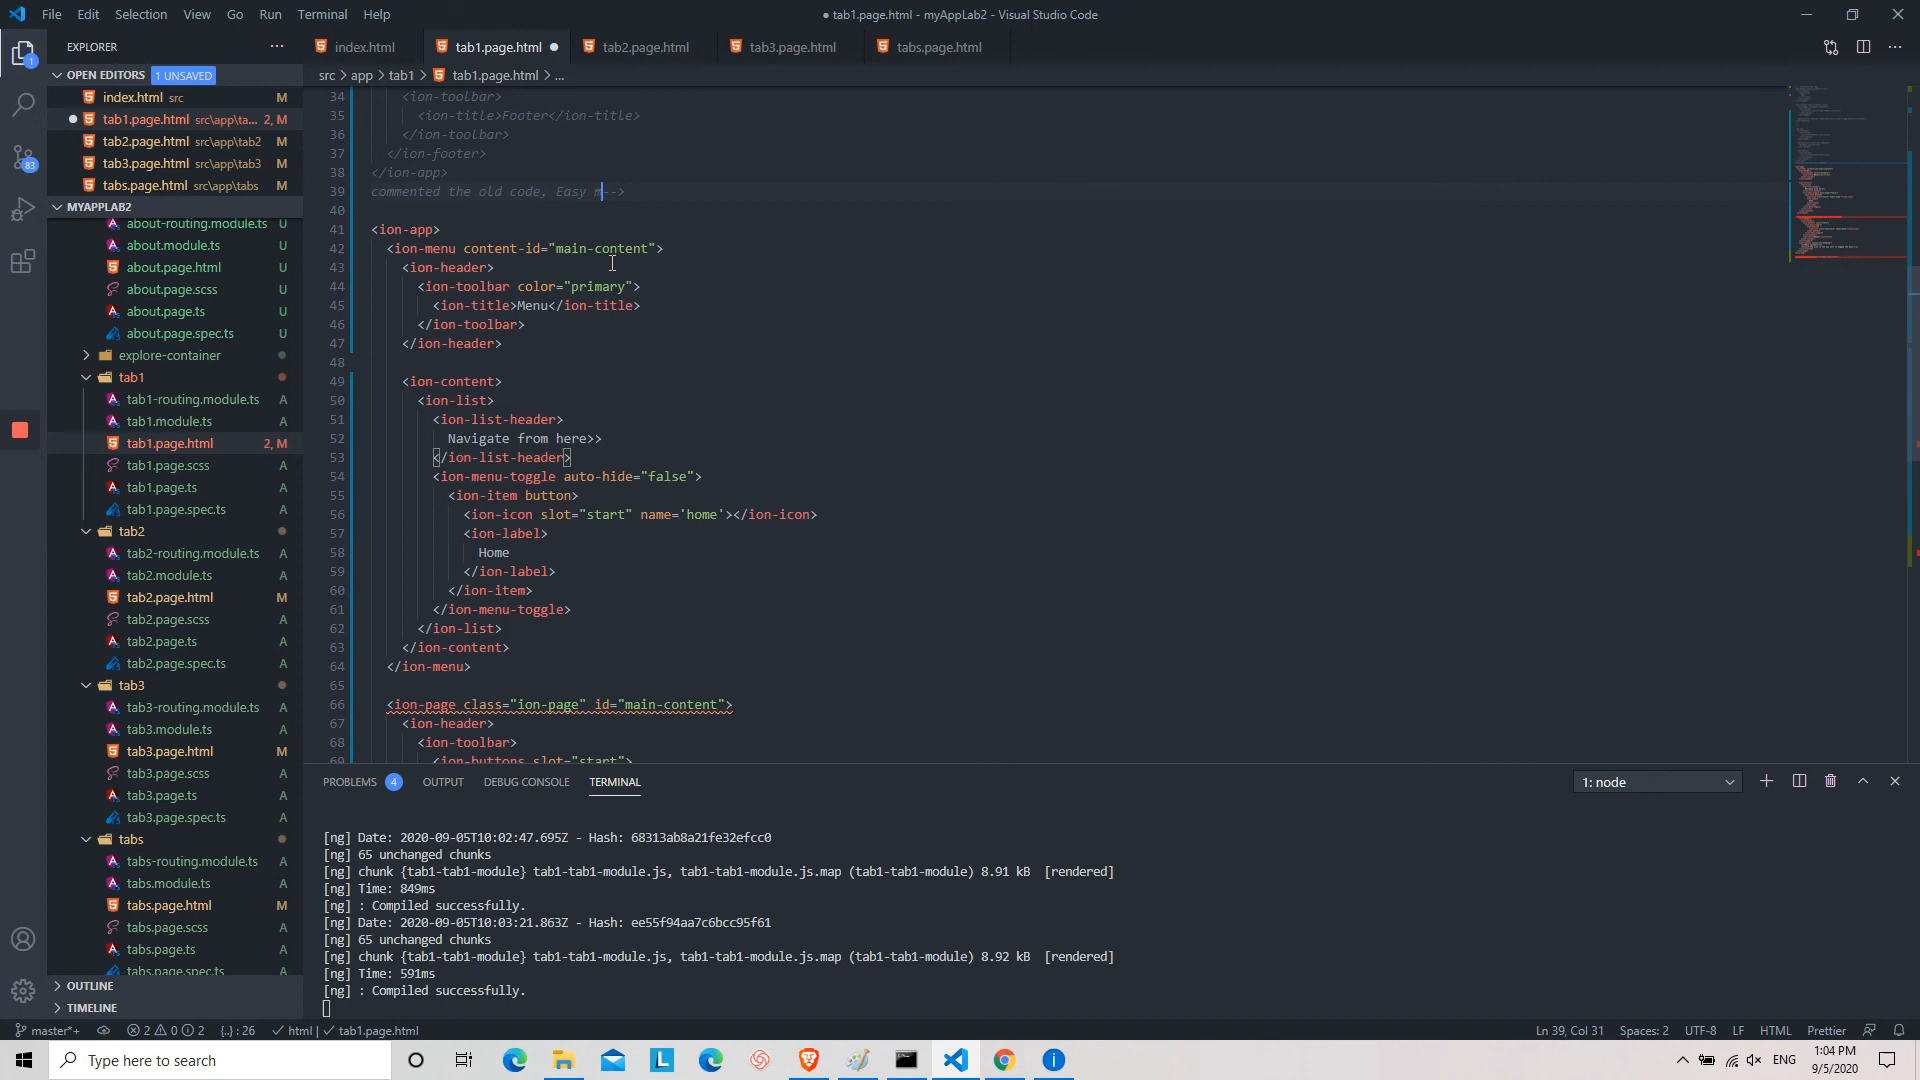 File Edit Selection View Go Run Terminal Help
● tab1.page.html - myAppLab2 - Visual Studio Code
EXPLORER
OPEN EDITORS 1 UNSAVED
index.html src M
tab1.page.html src\app\ta... 2, M
tab2.page.html src\app\tab2
tab3.page.html src\app\tab3
tabs.page.html src\app\tabs
MYAPPLAB2
about-routing.module.ts U
about.module.ts U
about.page.html U
about.page.scss U
about.page.ts U
about.page.spec.ts U
explore-container
tab1
tab1-routing.module.ts A
tab1.module.ts A
tab1.page.html 2, M
tab1.page.scss A
tab1.page.ts A
tab1.page.spec.ts A
tab2
tab2-routing.module.ts A
tab2.module.ts A
tab2.page.html M
tab2.page.scss A
tab2.page.ts A
tab2.page.spec.ts A
tab3
tab3-routing.module.ts A
tab3.module.ts A
tab3.page.html M
tab3.page.scss A
tab3.page.ts A
tab3.page.spec.ts A
tabs
tabs-routing.module.ts A
tabs.module.ts A
tabs.page.html M
tabs.page.scss A
tabs.page.ts A
tabs.page.spec.ts A
OUTLINE
TIMELINE
1
83
index.html tab1.page.html ● tab2.page.html tab3.page.html tabs.page.html
src > app > tab1 > tab1.page.html > ...
34 <ion-toolbar>
35 <ion-title>Footer</ion-title>
36 </ion-toolbar>
37 </ion-footer>
38 </ion-app>
39 commented the old code, Easy m-->
40
41 <ion-app>
42 <ion-menu content-id="main-content">
43 <ion-header>
44 <ion-toolbar color="primary">
45 <ion-title>Menu</ion-title>
46 </ion-toolbar>
47 </ion-header>
48
49 <ion-content>
50 <ion-list>
51 <ion-list-header>
52 Navigate from here>>
53 </ion-list-header>
54 <ion-menu-toggle auto-hide="false">
55 <ion-item button>
56 <ion-icon slot="start" name='home'></ion-icon>
57 <ion-label>
58 Home
59 </ion-label>
60 </ion-item>
61 </ion-menu-toggle>
62 </ion-list>
63 </ion-content>
64 </ion-menu>
65
66 <ion-page class="ion-page" id="main-content">
67 <ion-header>
68 <ion-toolbar>
69 <ion-buttons slot="start">
PROBLEMS 4 OUTPUT DEBUG CONSOLE TERMINAL
1: node
[ng] Date: 2020-09-05T10:02:47.695Z - Hash: 68313ab8a21fe32efcc0
[ng] 65 unchanged chunks
[ng] chunk {tab1-tab1-module} tab1-tab1-module.js, tab1-tab1-module.js.map (tab1-tab1-module) 8.91 kB [rendered]
[ng] Time: 849ms
[ng] : Compiled successfully.
[ng] Date: 2020-09-05T10:03:21.863Z - Hash: ee55f94aa7c6bcc95f61
[ng] 65 unchanged chunks
[ng] chunk {tab1-tab1-module} tab1-tab1-module.js, tab1-tab1-module.js.map (tab1-tab1-module) 8.92 kB [rendered]
[ng] Time: 591ms
[ng] : Compiled successfully.
master*+ 2 0 2 {..} : 26 html | tab1.page.html
Ln 39, Col 31 Spaces: 2 UTF-8 LF HTML Prettier
Type here to search
ENG
1:04 PM
9/5/2020